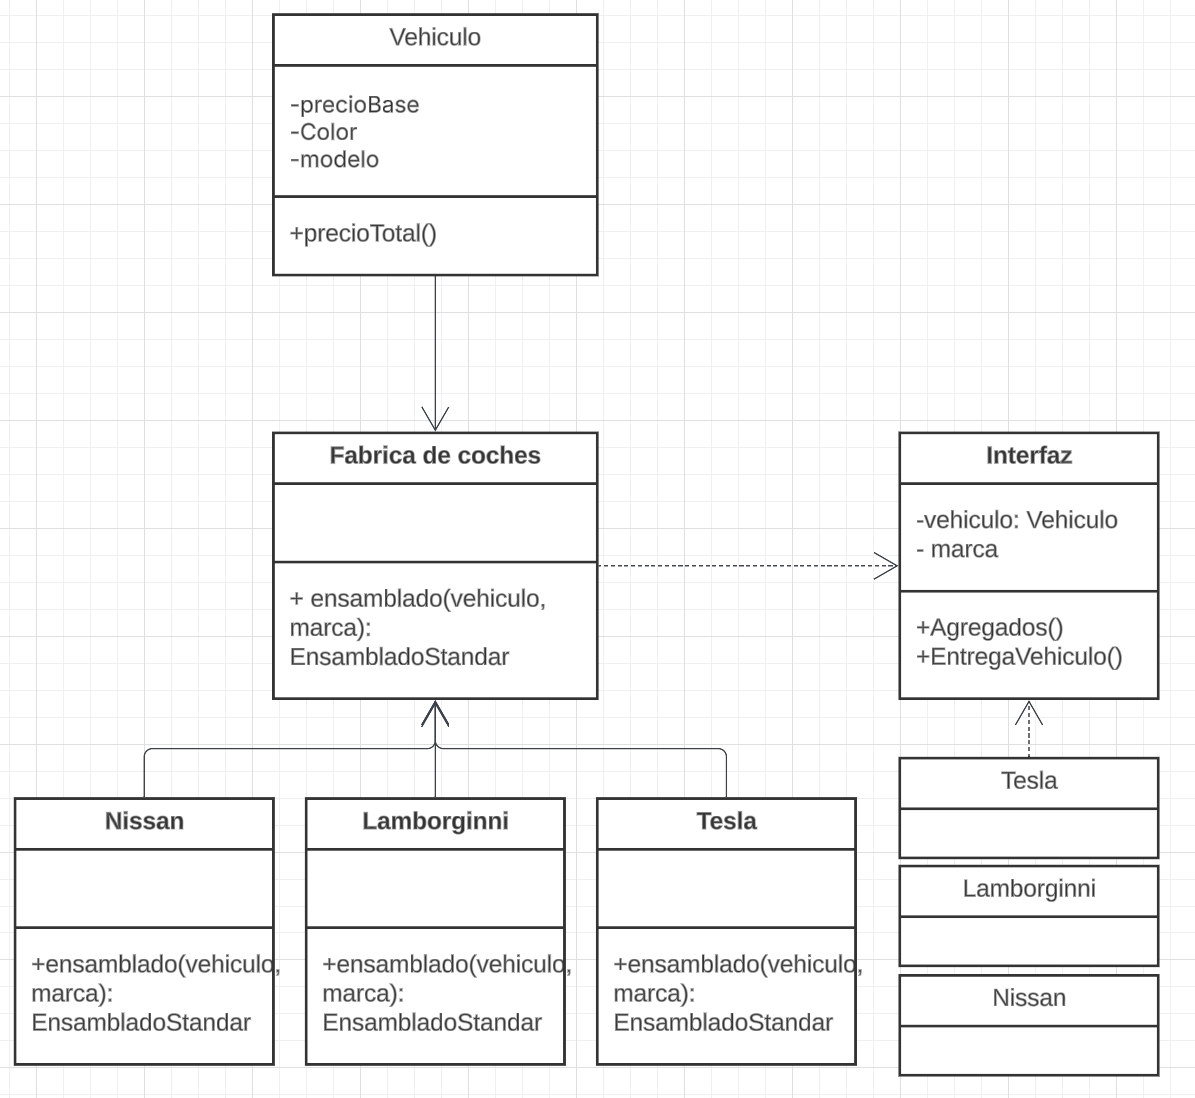 Vehiculo
-precioBase
-Color
-modelo
+precioTotal()
Fabrica de coches
+ ensamblado(vehiculo,
marca):
EnsambladoStandar
Interfaz
-vehiculo: Vehiculo
- marca
+Agregados()
+EntregaVehiculo()
Nissan
+ensamblado(vehiculo,
marca):
EnsambladoStandar
Lamborginni
+ensamblado(vehiculo,
marca):
EnsambladoStandar
Tesla
+ensamblado(vehiculo,
marca):
EnsambladoStandar
Tesla
Lamborginni
Nissan